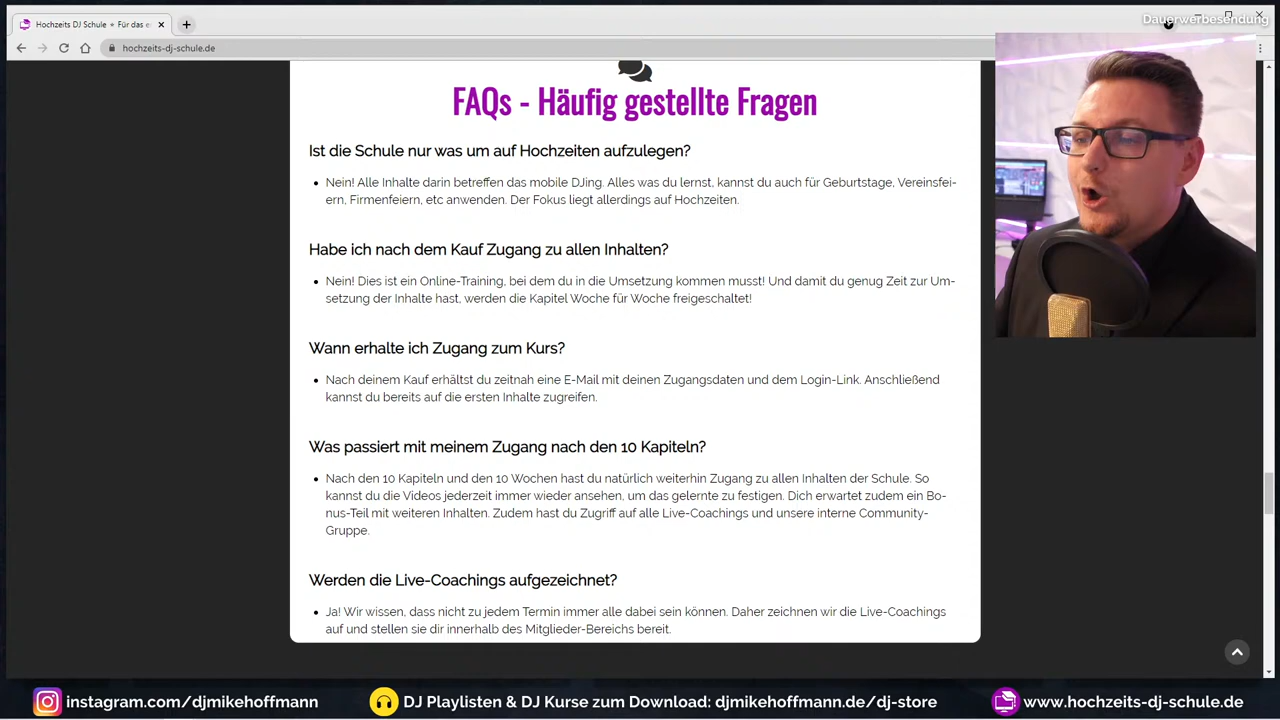 Dauerwerbesendung
Hochzeits DJ Schule ⭐ Für das e
hochzeits-dj-schule.de
FAQs - Häufig gestellte Fragen
Ist die Schule nur was um auf Hochzeiten aufzulegen?
• Nein! Alle Inhalte darin betreffen das mobile DJing. Alles was du lernst, kannst du auch für Geburtstage, Vereinsfei-
ern, Firmenfeiern, etc anwenden. Der Fokus liegt allerdings auf Hochzeiten.
Habe ich nach dem Kauf Zugang zu allen Inhalten?
• Nein! Dies ist ein Online-Training, bei dem du in die Umsetzung kommen musst! Und damit du genug Zeit zur Um-
setzung der Inhalte hast, werden die Kapitel Woche für Woche freigeschaltet!
Wann erhalte ich Zugang zum Kurs?
• Nach deinem Kauf erhältst du zeitnah eine E-Mail mit deinen Zugangsdaten und dem Login-Link. Anschließend
kannst du bereits auf die ersten Inhalte zugreifen.
Was passiert mit meinem Zugang nach den 10 Kapiteln?
• Nach den 10 Kapiteln und den 10 Wochen hast du natürlich weiterhin Zugang zu allen Inhalten der Schule. So
kannst du die Videos jederzeit immer wieder ansehen, um das gelernte zu festigen. Dich erwartet zudem ein Bo-
nus-Teil mit weiteren Inhalten. Zudem hast du Zugriff auf alle Live-Coachings und unsere interne Community-
Gruppe.
Werden die Live-Coachings aufgezeichnet?
• Ja! Wir wissen, dass nicht zu jedem Termin immer alle dabei sein können. Daher zeichnen wir die Live-Coachings
auf und stellen sie dir innerhalb des Mitglieder-Bereichs bereit.
instagram.com/djmikehoffmann
DJ Playlisten & DJ Kurse zum Download: djmikehoffmann.de/dj-store
www.hochzeits-dj-schule.de